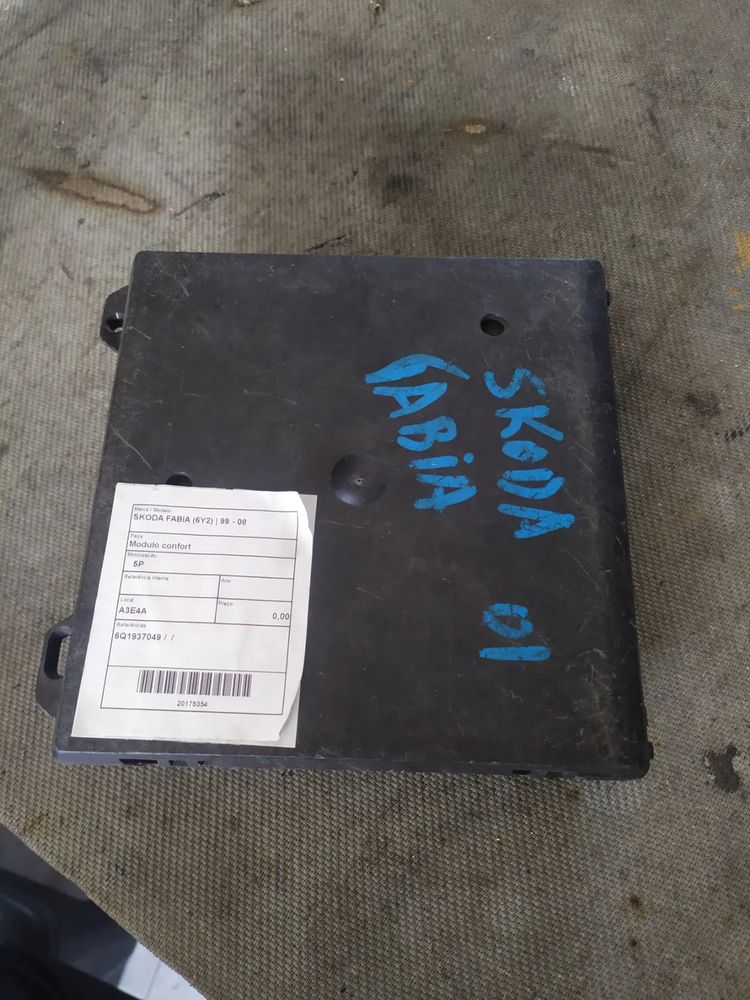 SKODA 01
FABIA
Marca / Modelo
SKODA FABIA (6Y2) | 99 - 08
Peça
Modulo confort
Motorização
5P
Referência Interna
Ano
Local
A3E4A
Preço
0,00
Referências
6Q1937049 / /
20175354